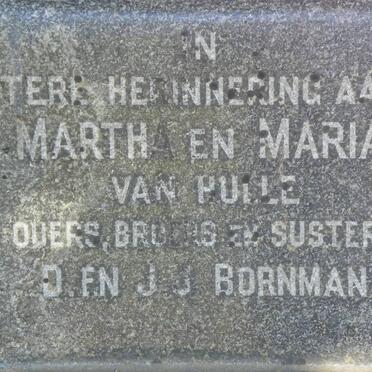 IN
TERE HERINNERING AA
MARTHA EN MARIA
VAN HULLE
OUERS, BROERS EN SUSTER
D. EN J J BORNMAN